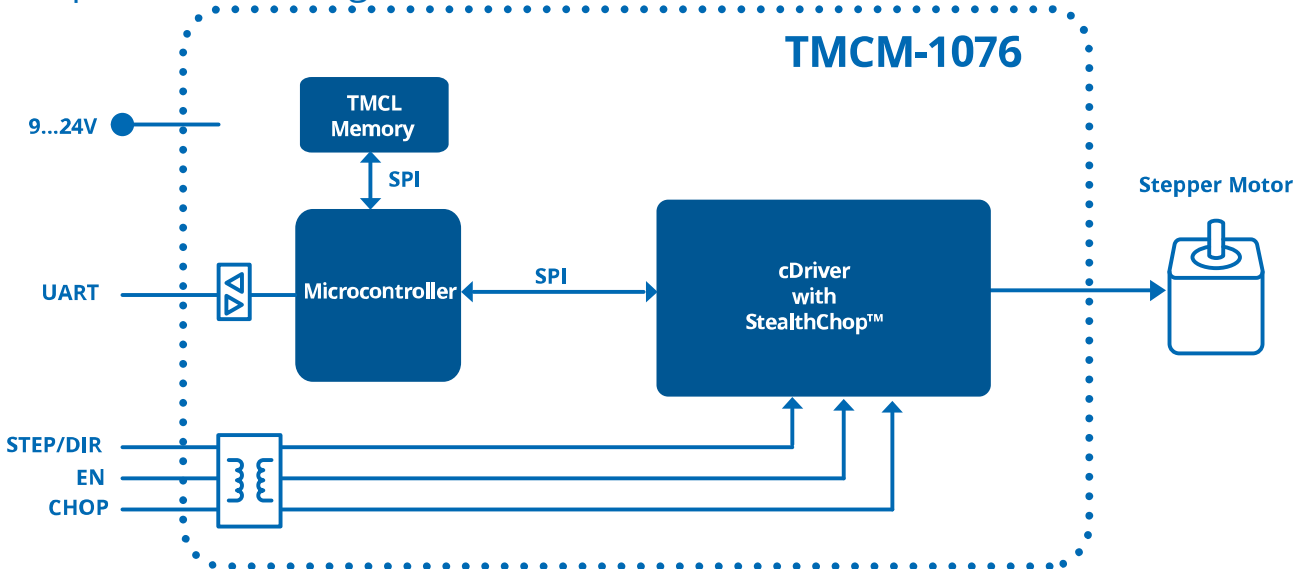 TMCM-1076
TMCL
Memory
9...24V
SPI
Stepper Motor
cDriver
with
StealthChop™
SPI
UART
Microcontroller
STEP/DIR
EN
CHOP